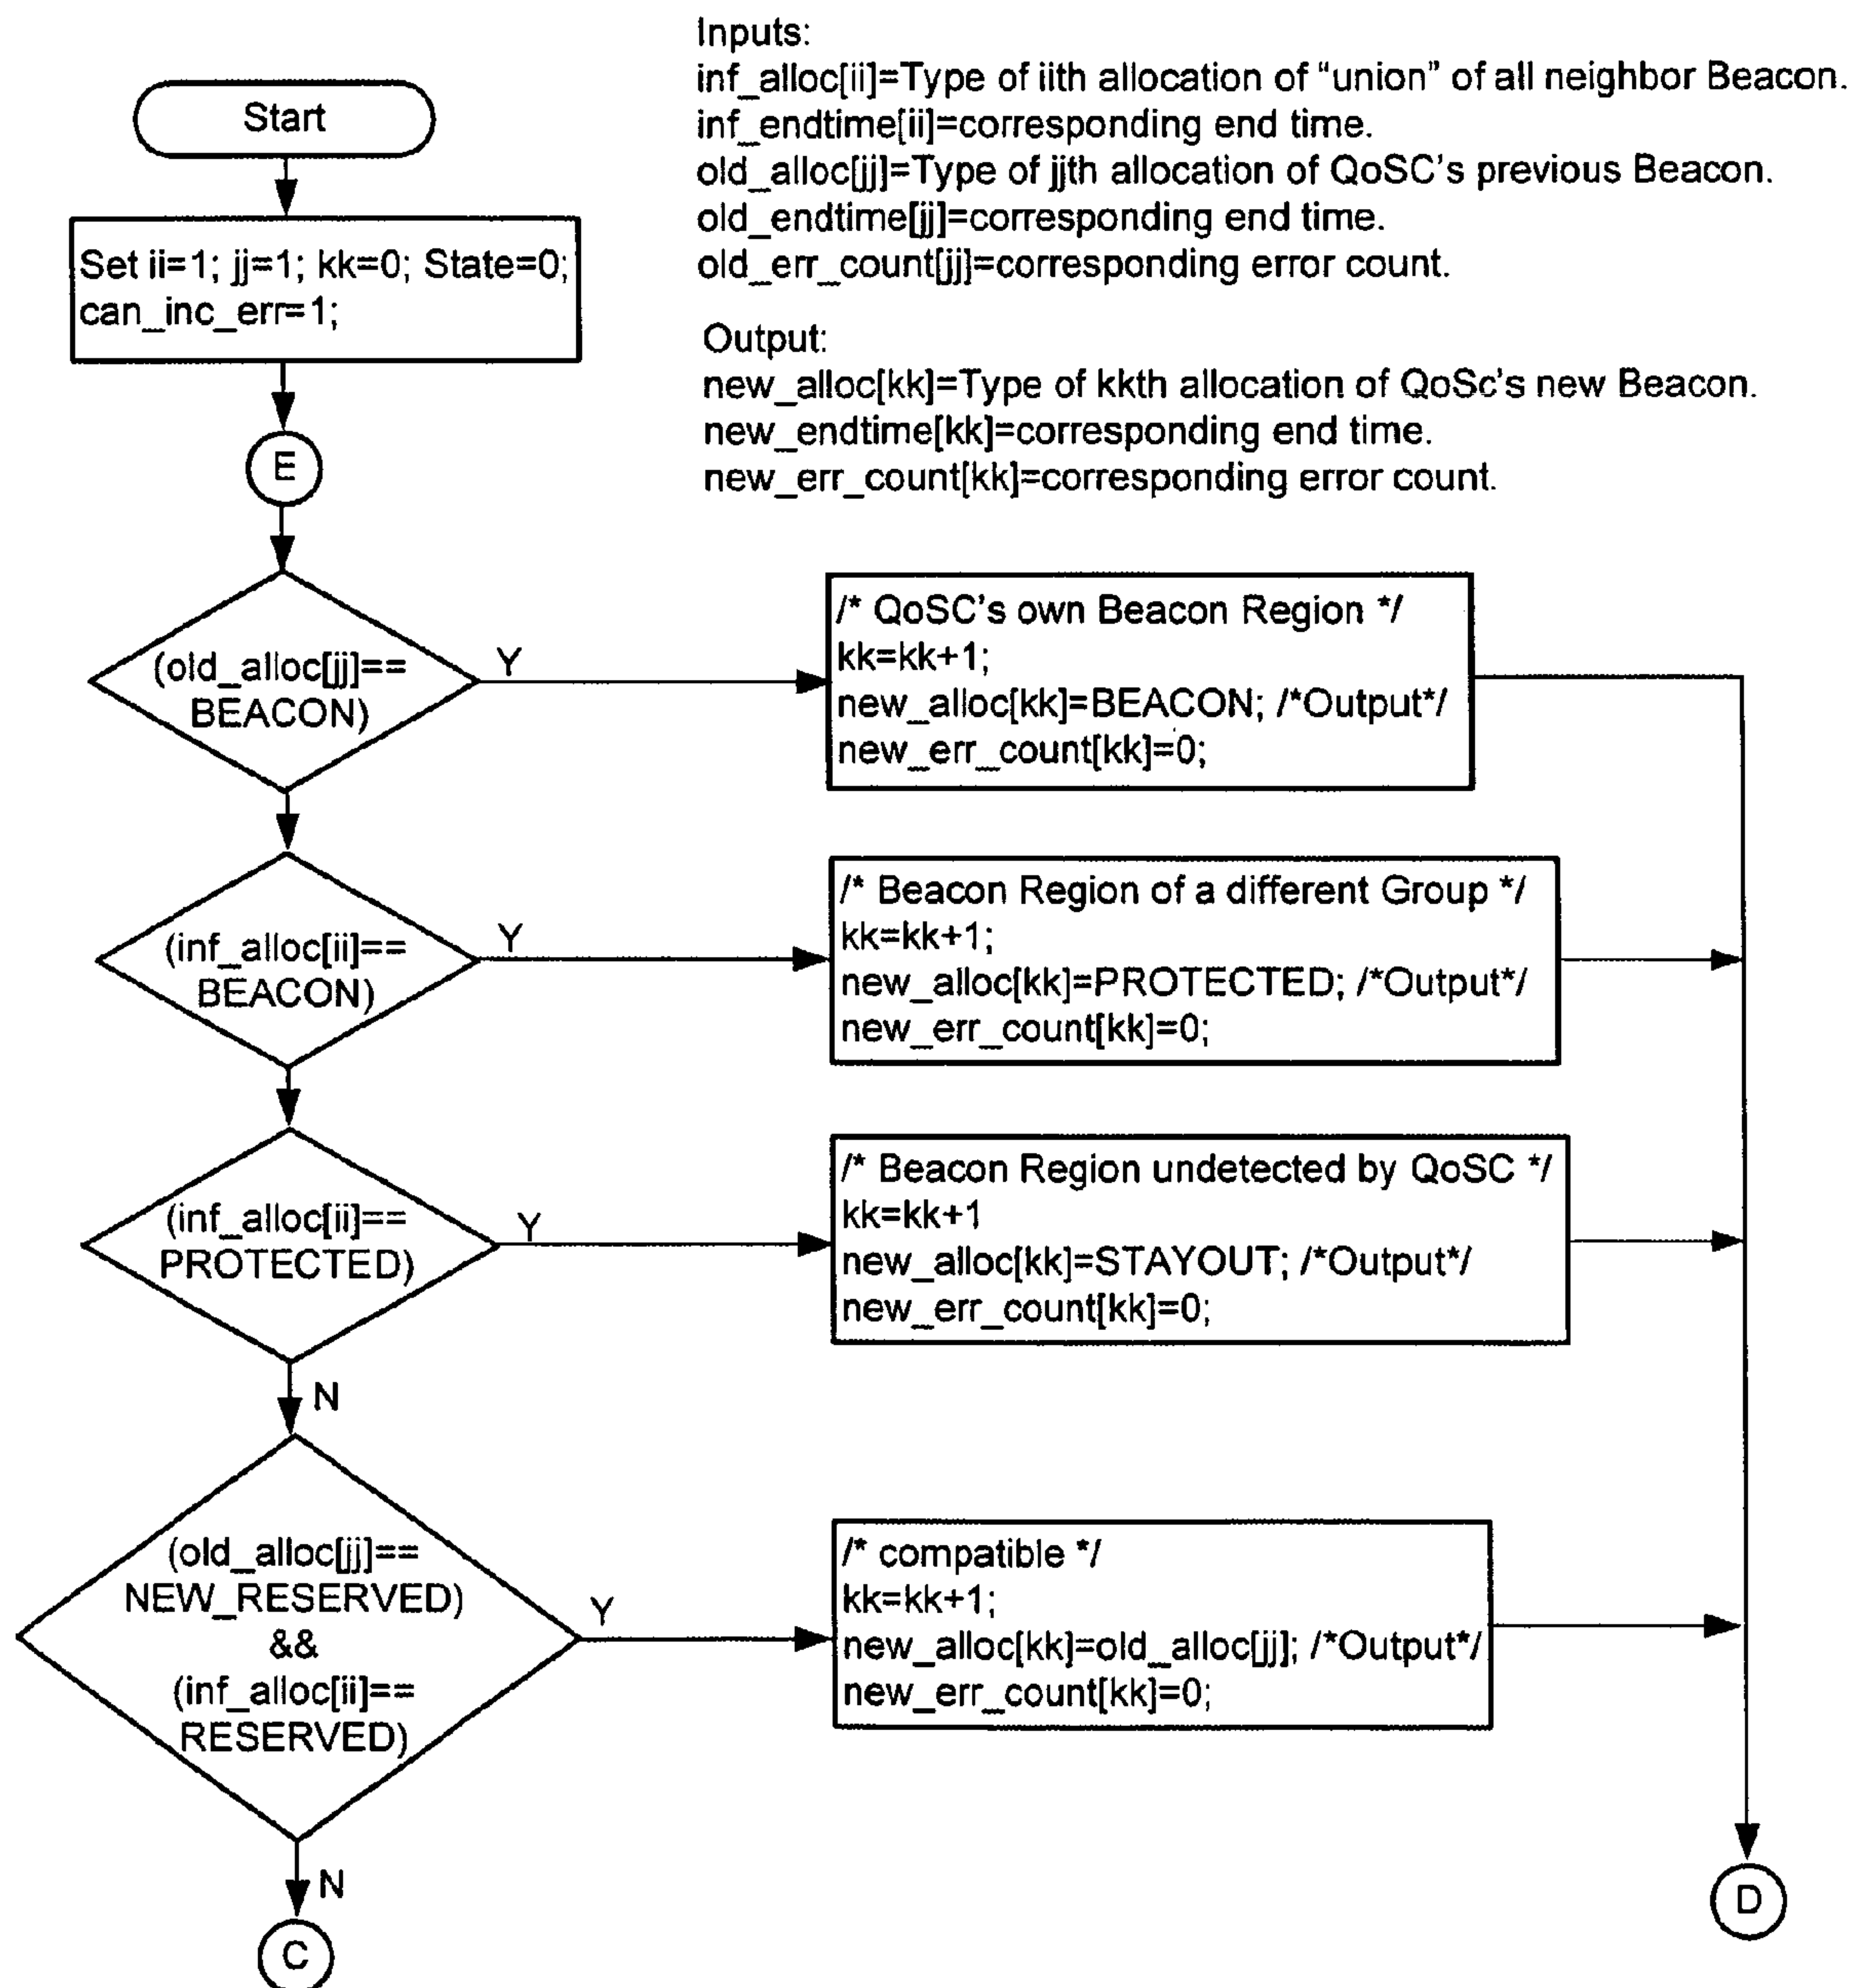 Inputs:
inf_alloc[ii]=Type of iith allocation of “union” of all neighbor Beacon.
inf_endtime[ii]=corresponding end time.
old_alloc[jj]=Type of jjth allocation of QoSC’s previous Beacon.
old_endtime[jj]=corresponding end time.
old_err_count[jj]=corresponding error count.
Output:
new_alloc[kk]=Type of kkth allocation of QoSc’s new Beacon.
new_endtime[kk]=corresponding end time.
new_err_count[kk]=corresponding error count.
Start
Set ii=1; jj=1; kk=0; State=0;
can_inc_err=1;
E
(old_alloc[jj]==
BEACON)
Y
/* QoSC’s own Beacon Region */
kk=kk+1;
new_alloc[kk]=BEACON; /*Output*/
new_err_count[kk]=0;
(inf_alloc[ii]==
BEACON)
Y
/* Beacon Region of a different Group */
kk=kk+1;
new_alloc[kk]=PROTECTED; /*Output*/
new_err_count[kk]=0;
(inf_alloc[ii]==
PROTECTED)
Y
/* Beacon Region undetected by QoSC */
kk=kk+1
new_alloc[kk]=STAYOUT; /*Output*/
new_err_count[kk]=0;
N
(old_alloc[jj]==
NEW_RESERVED)
&&
(inf_alloc[ii]==
RESERVED)
Y
/* compatible */
kk=kk+1;
new_alloc[kk]=old_alloc[jj]; /*Output*/
new_err_count[kk]=0;
N
C
D